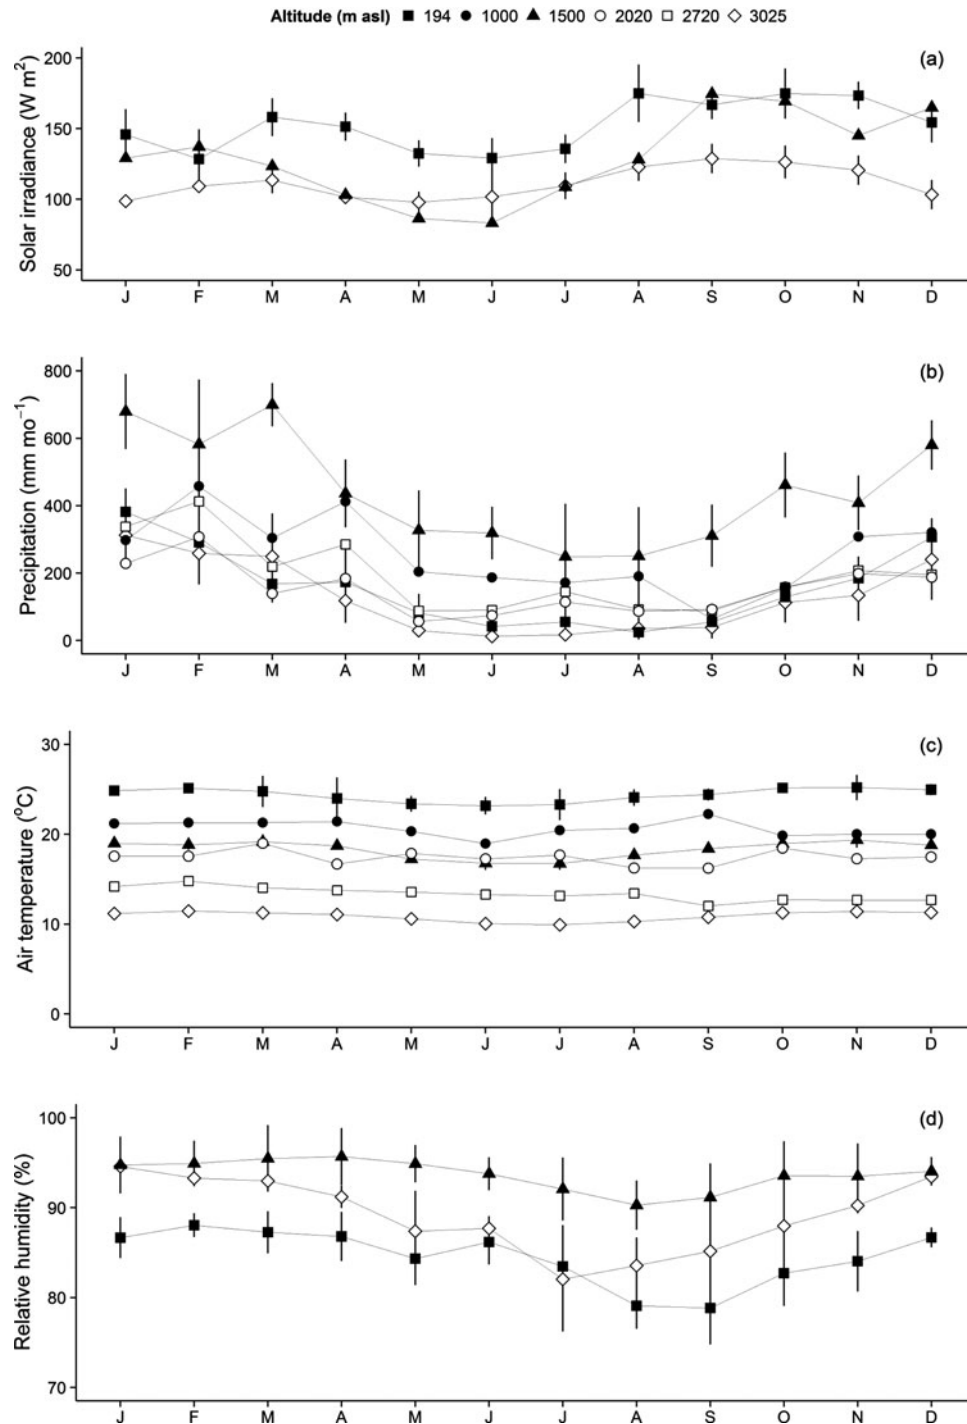 Altitude (m asl) ■ 194 ● 1000 ▲ 1500 ○ 2020 □ 2720 ◇ 3025
(a)
Solar irradiance (W m²)
200
150
100
50
J F M A M J J A S O N D
(b)
Precipitation (mm mo⁻¹)
800
600
400
200
0
J F M A M J J A S O N D
(c)
Air temperature (°C)
30
20
10
0
J F M A M J J A S O N D
(d)
Relative humidity (%)
100
90
80
70
J F M A M J J A S O N D